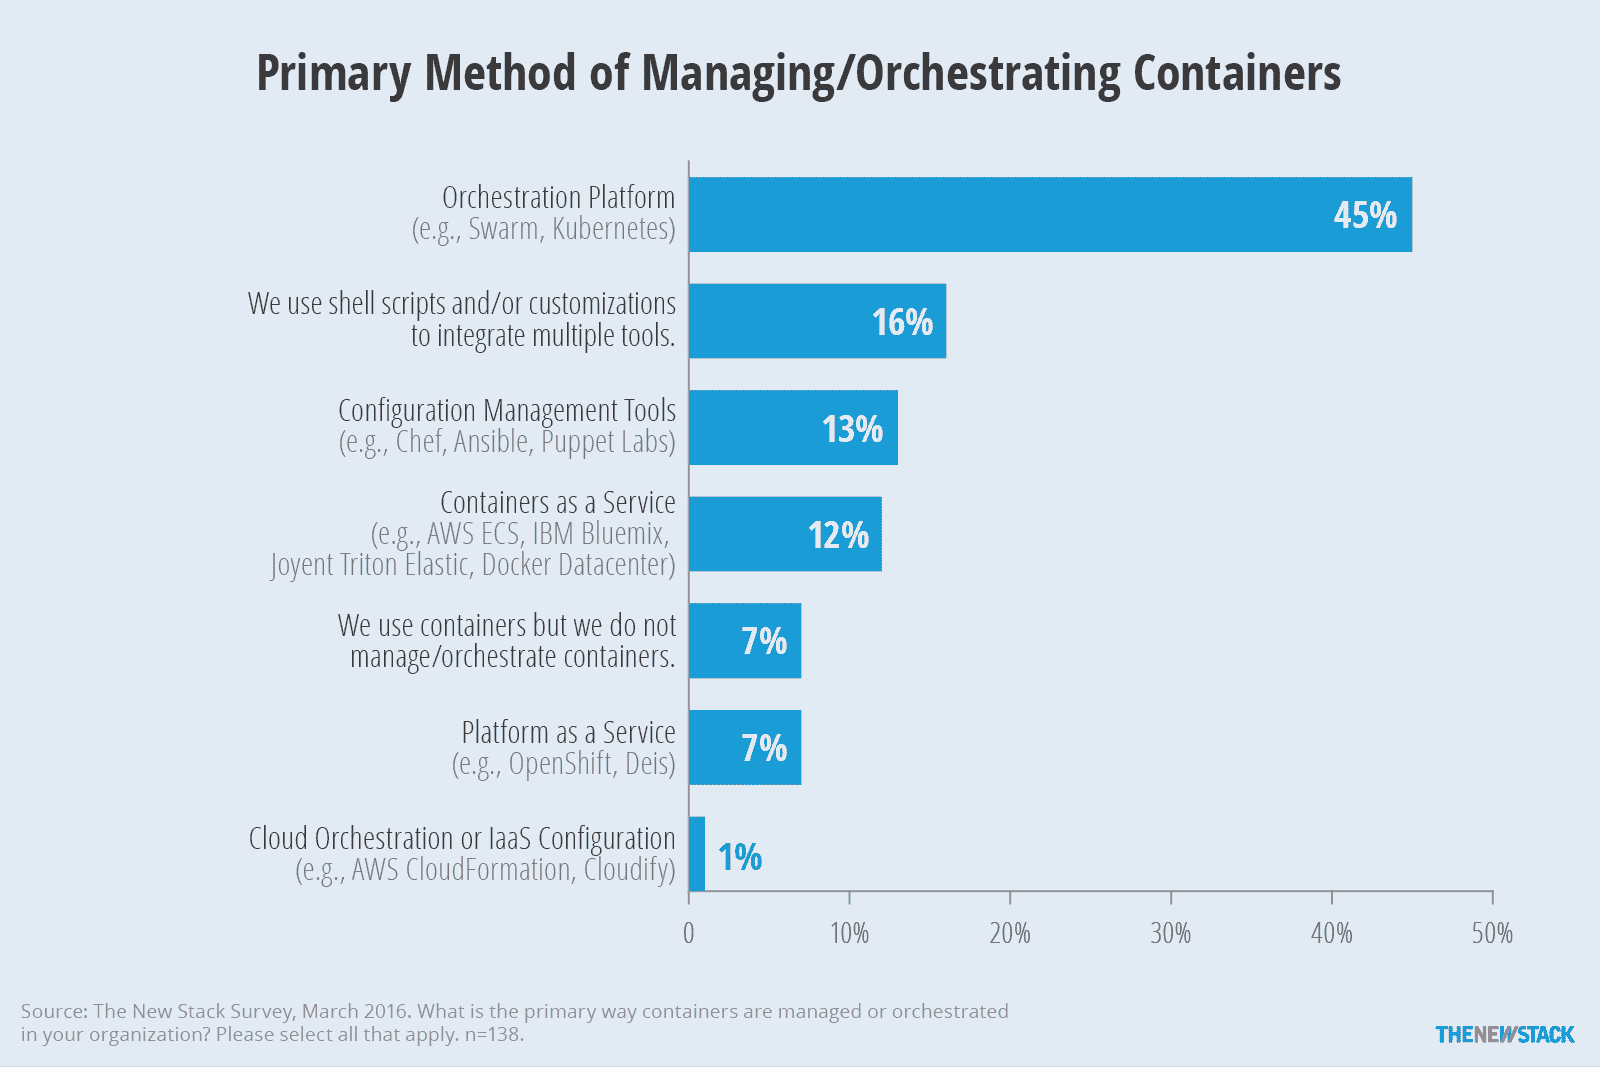 Primary Method of Managing/Orchestrating Containers
Orchestration Platform
(e.g., Swarm, Kubernetes)
45%
We use shell scripts and/or customizations
to integrate multiple tools.
16%
Configuration Management Tools
(e.g., Chef, Ansible, Puppet Labs)
13%
Containers as a Service
(e.g., AWS ECS, IBM Bluemix,
Joyent Triton Elastic, Docker Datacenter)
12%
We use containers but we do not
manage/orchestrate containers.
7%
Platform as a Service
(e.g., OpenShift, Deis)
7%
Cloud Orchestration or IaaS Configuration
(e.g., AWS CloudFormation, Cloudify)
1%
0 10% 20% 30% 40% 50%
Source: The New Stack Survey, March 2016. What is the primary way containers are managed or orchestrated
in your organization? Please select all that apply. n=138.
THENEWSTACK